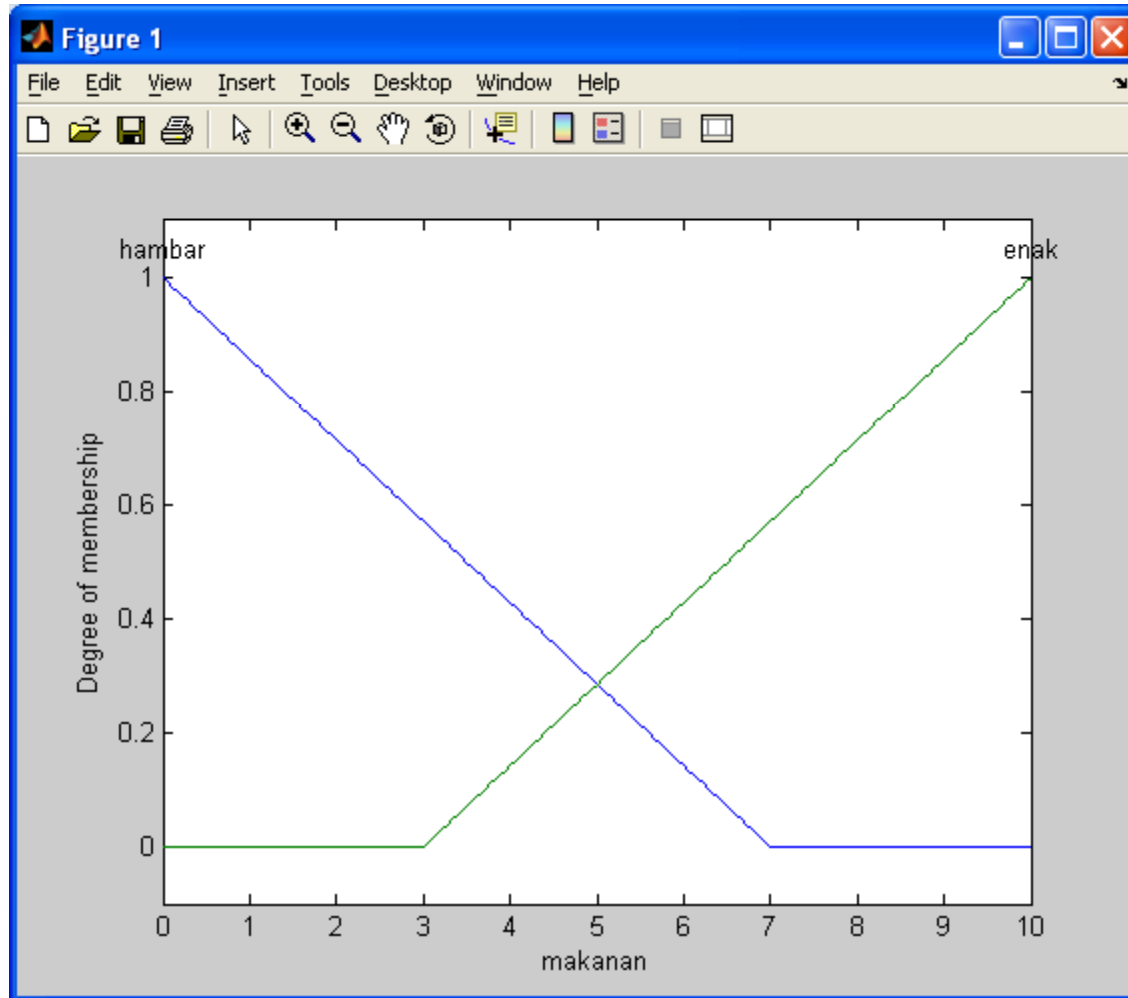 Figure 1
File Edit View Insert Tools Desktop Window Help
hambar enak
1
0.8
0.6
0.4
0.2
0
Degree of membership
0 1 2 3 4 5 6 7 8 9 10
makanan